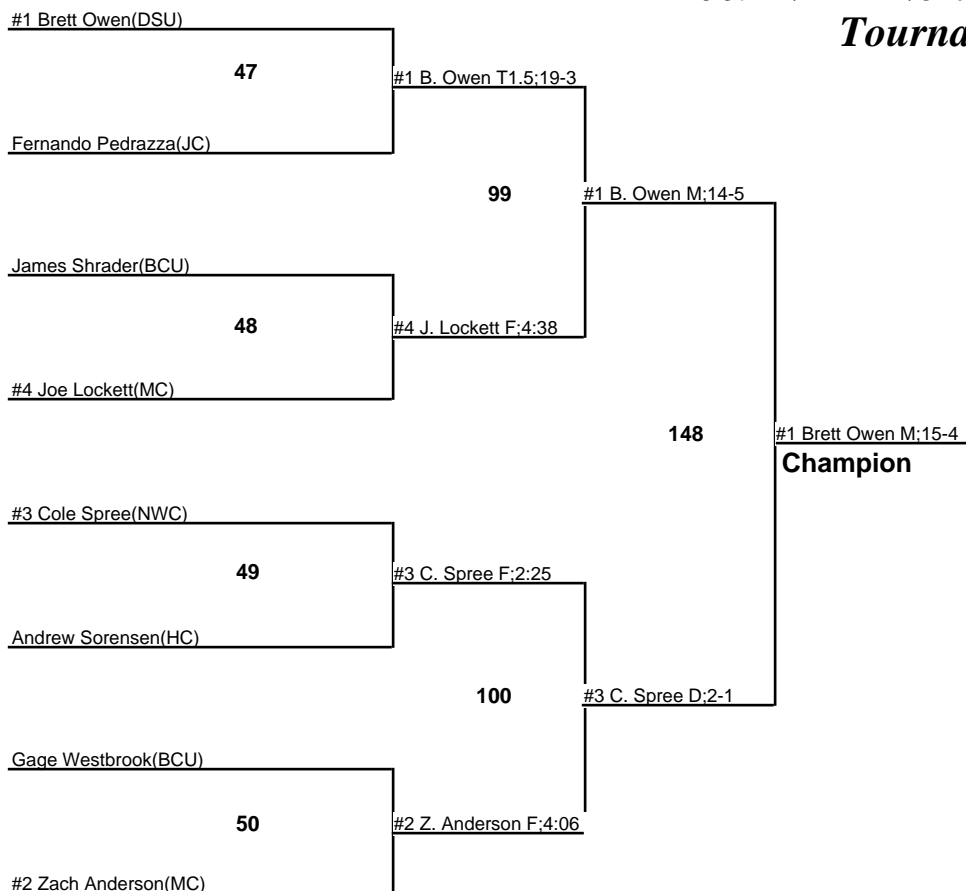 #1 Brett Owen(DSU)
Tourna
47
#1 B. Owen T1.5;19-3
Fernando Pedrazza(JC)
99
#1 B. Owen M;14-5
James Shrader(BCU)
48
#4 J. Lockett F;4:38
#4 Joe Lockett(MC)
148
#1 Brett Owen M;15-4
Champion
#3 Cole Spree(NWC)
49
#3 C. Spree F;2:25
Andrew Sorensen(HC)
100
#3 C. Spree D;2-1
Gage Westbrook(BCU)
50
#2 Z. Anderson F;4:06
#2 Zach Anderson(MC)